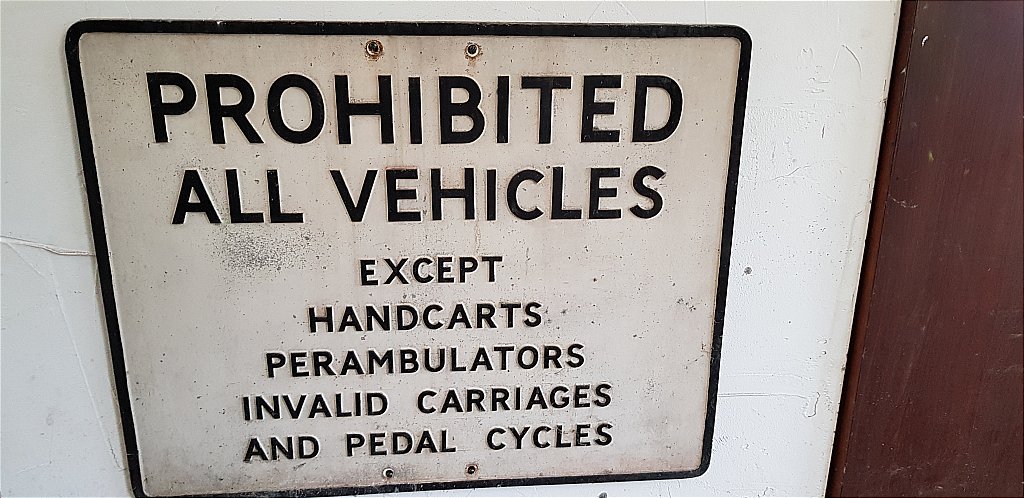 PROHIBITED
ALL VEHICLES
EXCEPT
HANDCARTS
PERAMBULATORS
INVALID CARRIAGES
AND PEDAL CYCLES